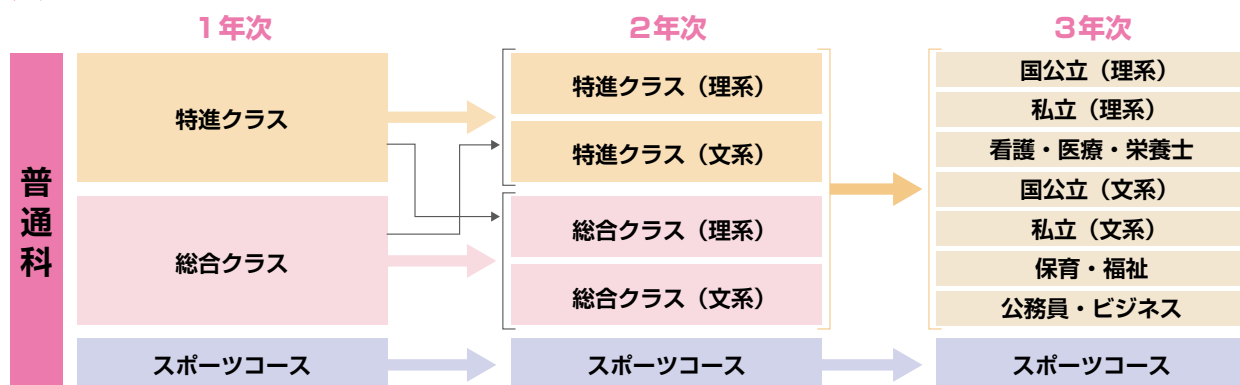 1年次
2年次
3年次
普通科
特進クラス
総合クラス
スポーツコース
特進クラス（理系）
特進クラス（文系）
総合クラス（理系）
総合クラス（文系）
スポーツコース
国公立（理系）
私立（理系）
看護・医療・栄養士
国公立（文系）
私立（文系）
保育・福祉
公務員・ビジネス
スポーツコース